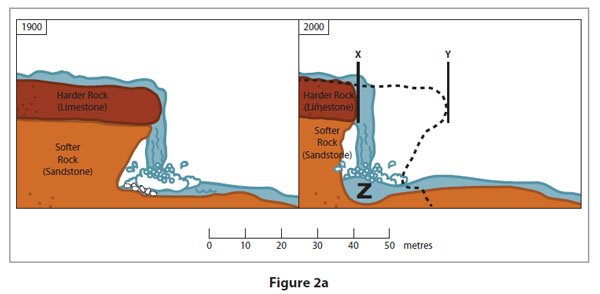 1900
Harder Rock
(Limestone)
Softer
Rock
(Sandstone)
2000
X
Y
Harder Rock
(Limestone)
Softer
Rock
(Sandstone)
Z
0 10 20 30 40 50 metres
Figure 2a